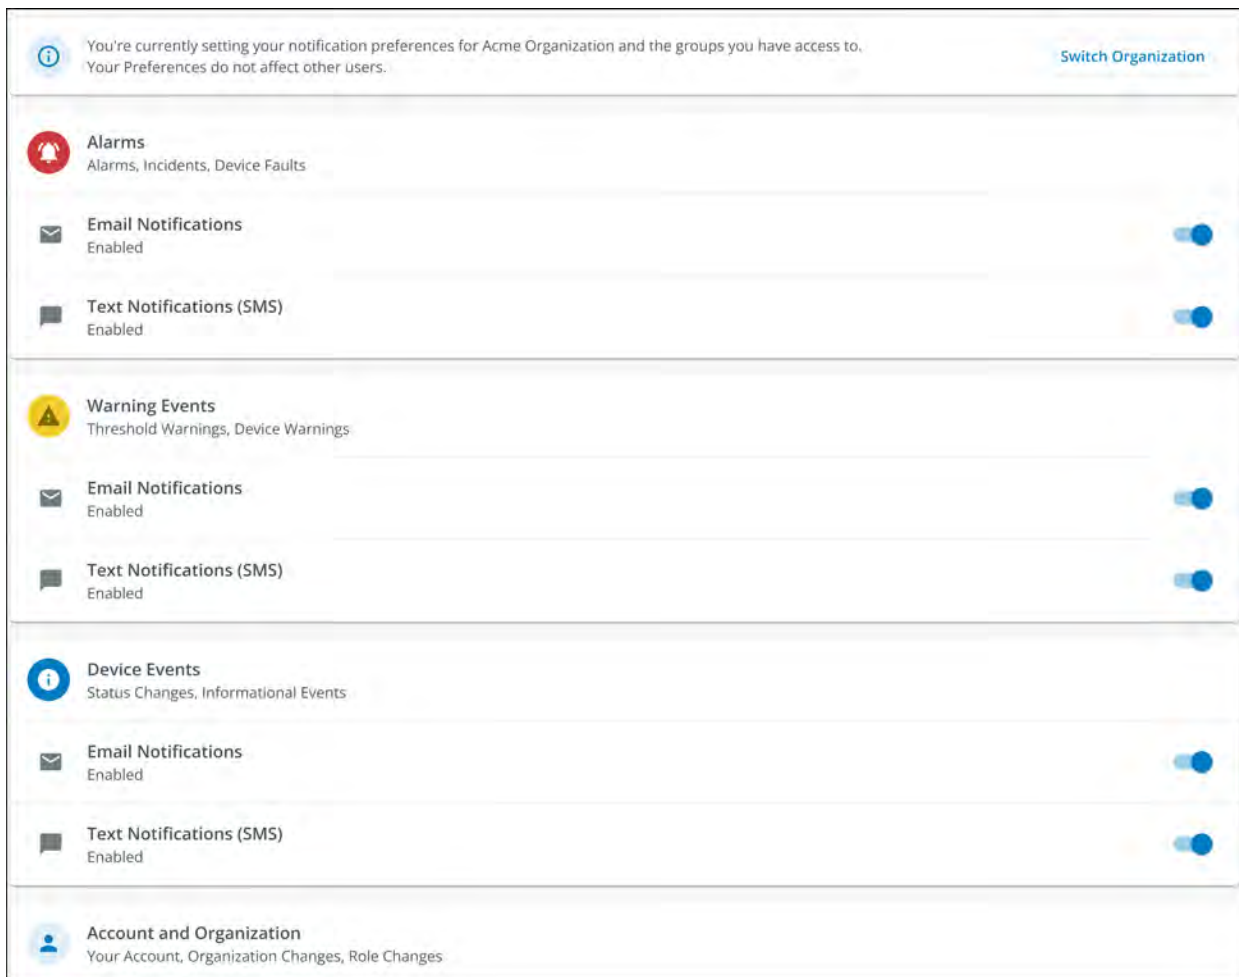 You're currently setting your notification preferences for Acme Organization and the groups you have access to.
Your Preferences do not affect other users.
Switch Organization
Alarms
Alarms, Incidents, Device Faults
Email Notifications
Enabled
Text Notifications (SMS)
Enabled
Warning Events
Threshold Warnings, Device Warnings
Email Notifications
Enabled
Text Notifications (SMS)
Enabled
Device Events
Status Changes, Informational Events
Email Notifications
Enabled
Text Notifications (SMS)
Enabled
Account and Organization
Your Account, Organization Changes, Role Changes